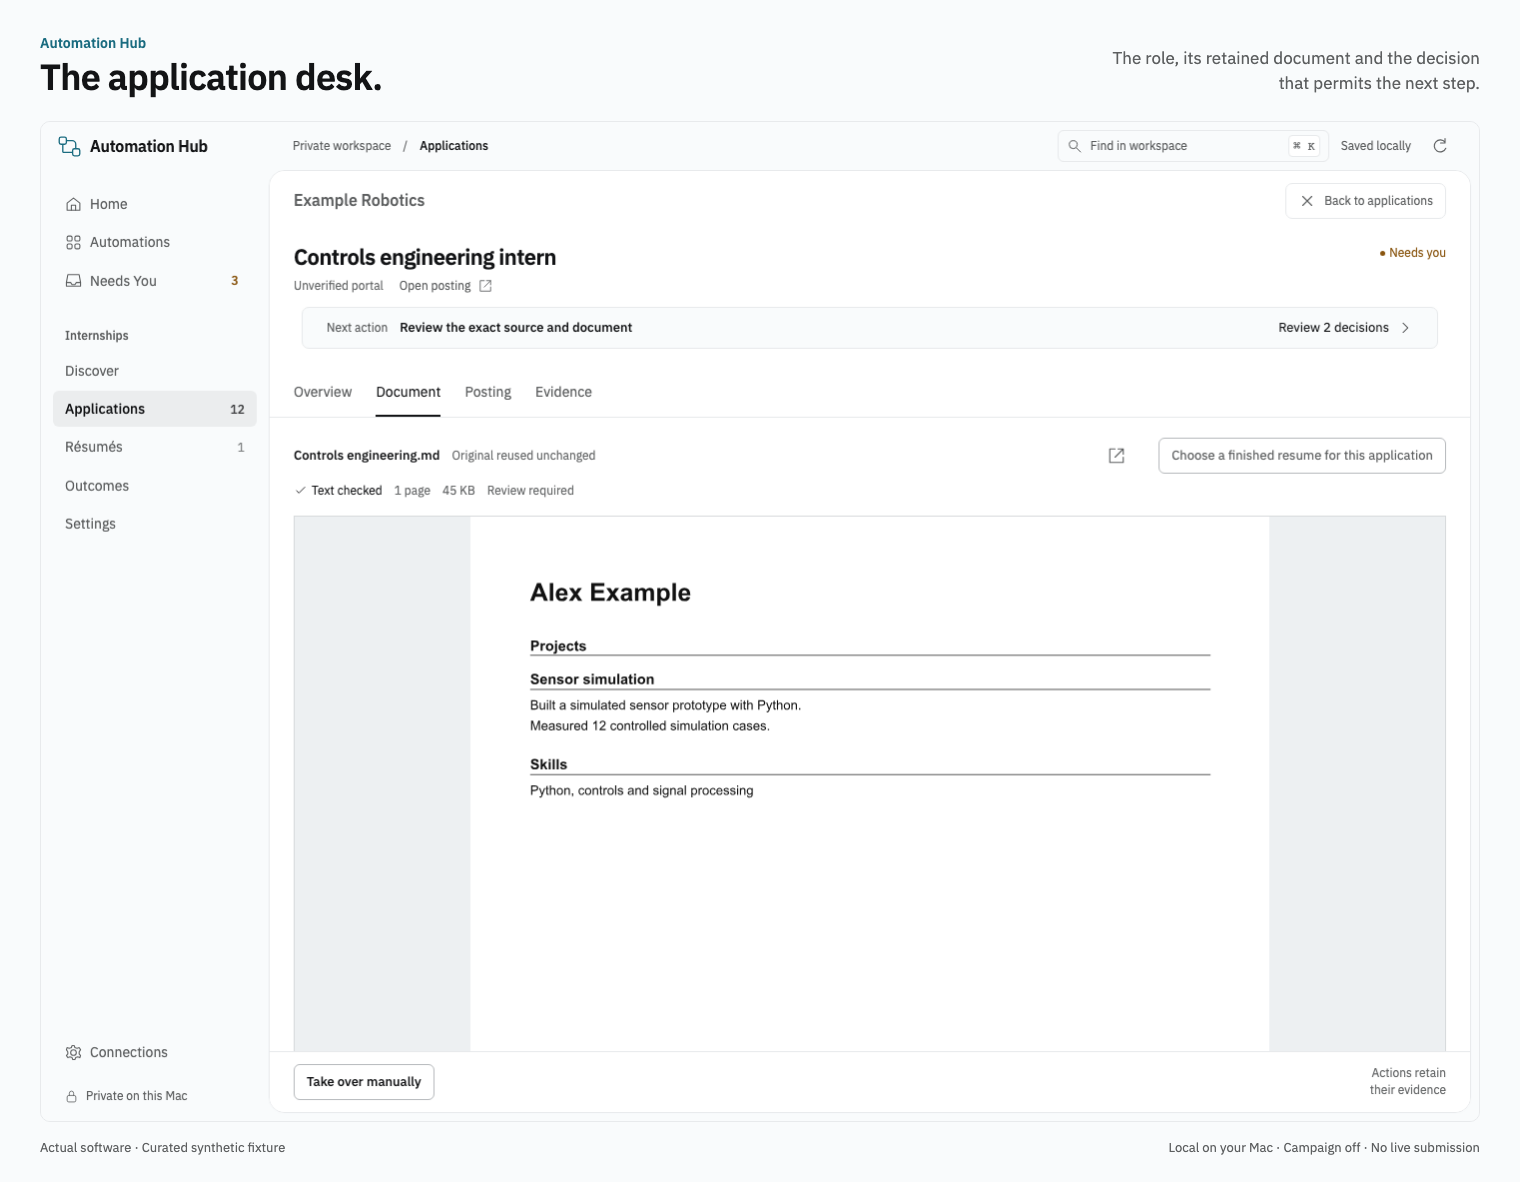 Automation Hub
The application desk.
The role, its retained document and the decision
that permits the next step.
Automation Hub
Private workspace / Applications
Find in workspace
⌘ K
Saved locally
Home
Automations
Needs You 3
Internships
Discover
Applications 12
Résumés 1
Outcomes
Settings
Connections
Private on this Mac
Example Robotics
Back to applications
Controls engineering intern
Needs you
Unverified portal Open posting
Next action Review the exact source and document
Review 2 decisions
Overview Document Posting Evidence
Controls engineering.md Original reused unchanged
Choose a finished resume for this application
Text checked 1 page 45 KB Review required
Alex Example
Projects
Sensor simulation
Built a simulated sensor prototype with Python.
Measured 12 controlled simulation cases.
Skills
Python, controls and signal processing
Take over manually
Actions retain
their evidence
Actual software · Curated synthetic fixture
Local on your Mac · Campaign off · No live submission